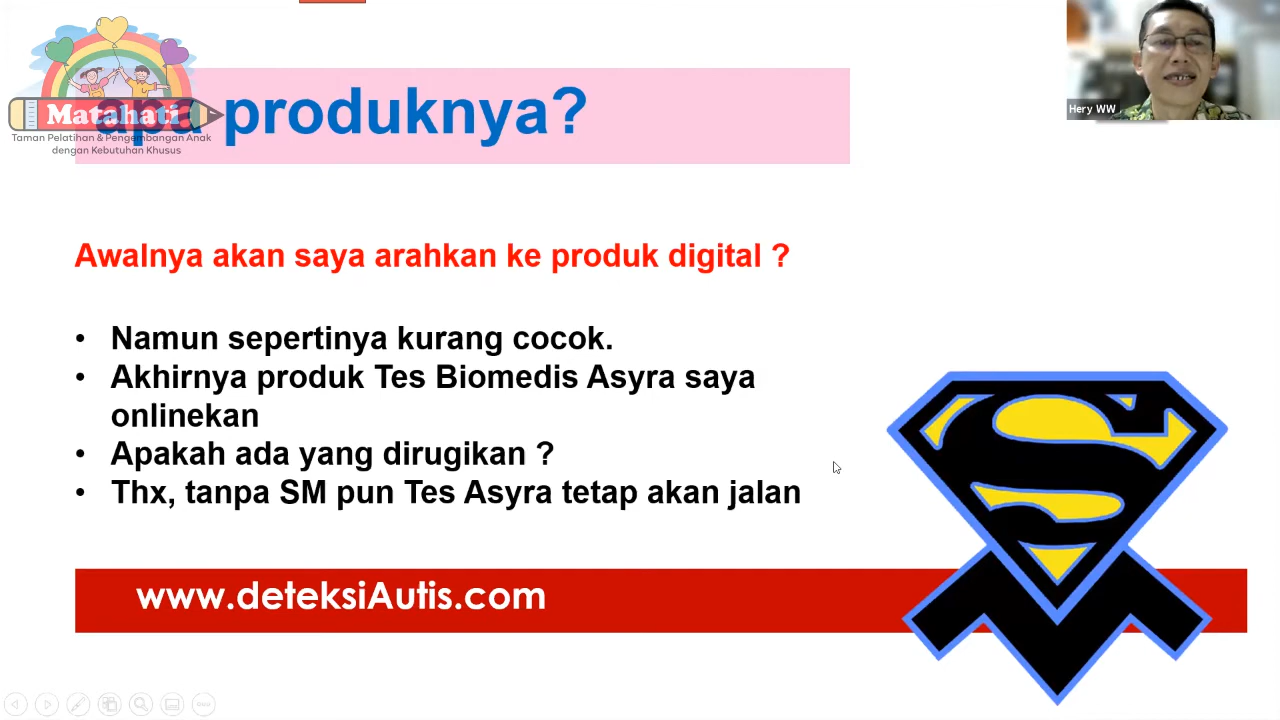 Matahati
Taman Pelatihan & Pengembangan Anak
dengan Kebutuhan Khusus
apa produknya?
Hery WW
Awalnya akan saya arahkan ke produk digital ?
• Namun sepertinya kurang cocok.
• Akhirnya produk Tes Biomedis Asyra saya
onlinekan
• Apakah ada yang dirugikan ?
• Thx, tanpa SM pun Tes Asyra tetap akan jalan
www.deteksiAutis.com
S